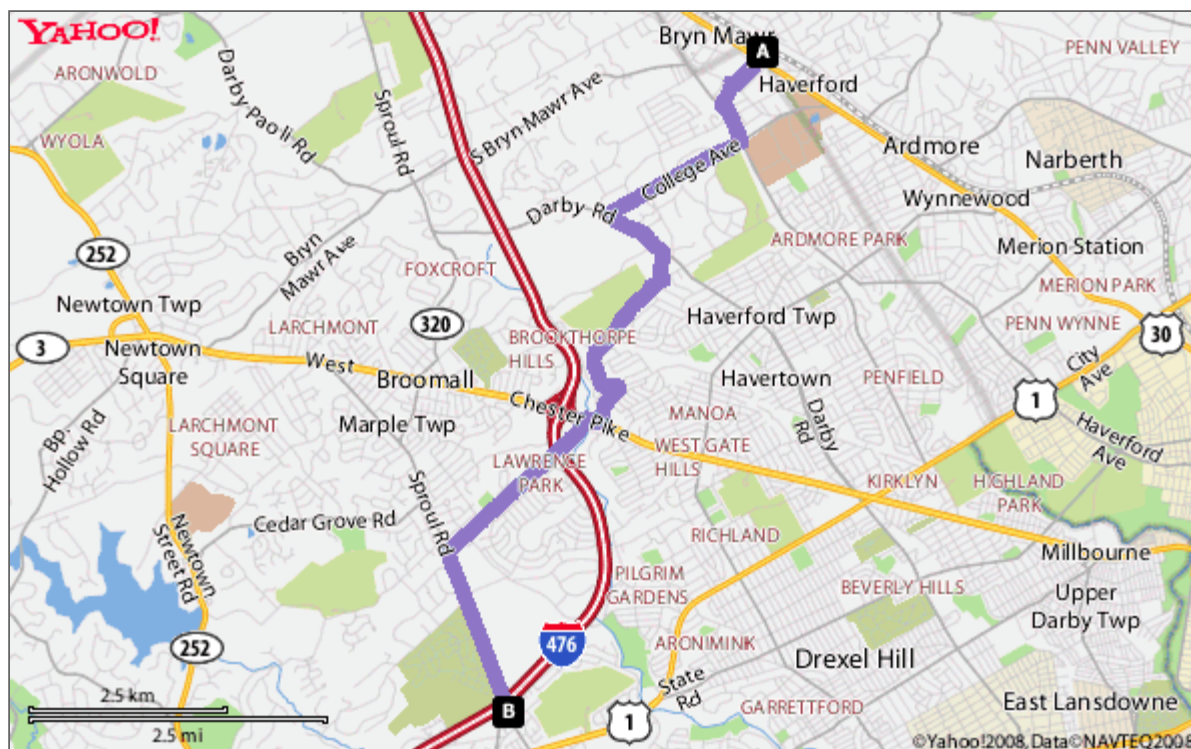 YAHOO!
Bryn Mawr
A
PENN VALLEY
ARONWOLD
Haverford
Darby Paoli Rd
Sproul Rd
S Bryn Mawr Ave
WYOLA
Ardmore
Narberth
College Ave
Wynnewood
Darby Rd
252
Bryn
Mawr Ave
ARDMORE PARK
Merion Station
FOXCROFT
MERION PARK
Newtown Twp
LARCHMONT
320
Haverford Twp
PENN WYNNE
30
3
BROOKTHORPE
HILLS
Newtown
Square
West
Broomall
Havertown
PENFIELD
City
Ave
1
Chester Pike
MANOA
Marple Twp
LARCHMONT
SQUARE
Bp.
Hollow Rd
WEST GATE
HILLS
Darby
Rd
Haverford
Ave
LAWRENCE
PARK
KIRKLYN
HIGHLAND
PARK
Sproul Rd
Cedar Grove Rd
Newtown
Street Rd
RICHLAND
Millbourne
PILGRIM
GARDENS
BEVERLY HILLS
Upper
Darby Twp
252
476
ARONIMINK
Drexel Hill
State
Rd
2.5 km
B
1
GARRETTFORD
East Lansdowne
2.5 mi
©Yahoo!2008, Data©NAVTEQ2008